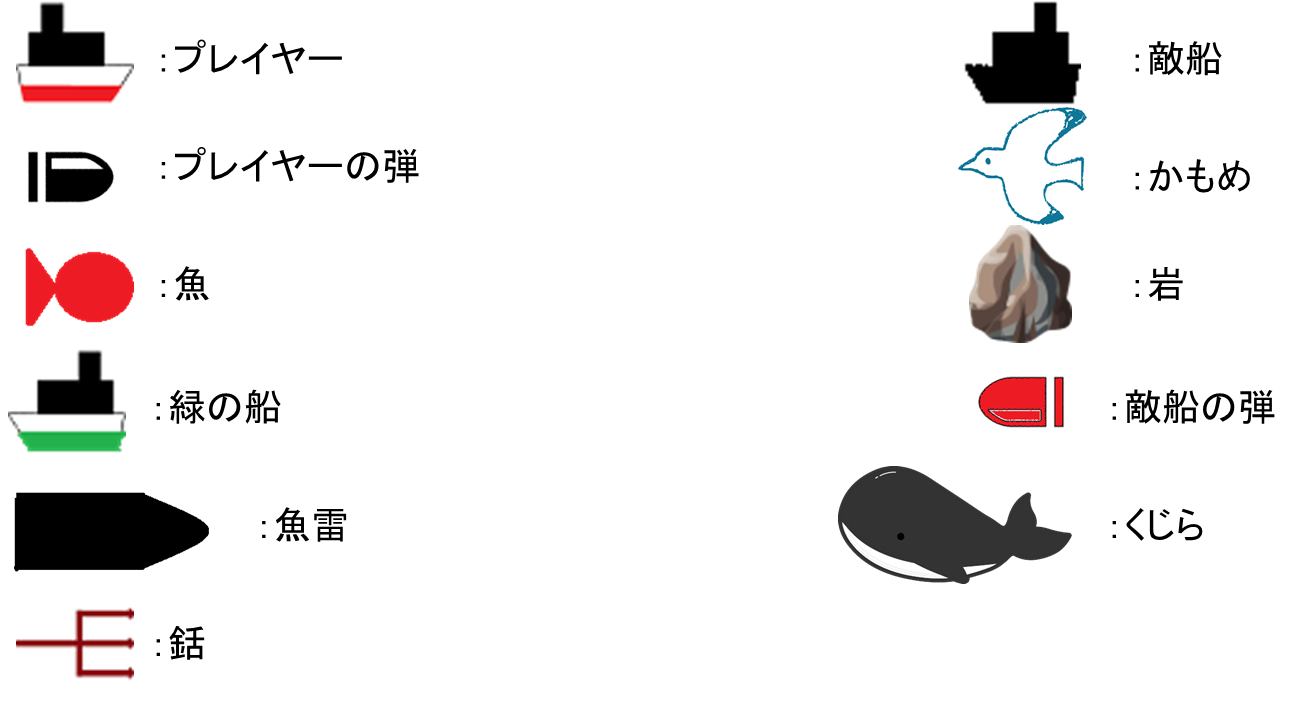 :プレイヤー
:プレイヤーの弾
:魚
:緑の船
:魚雷
:銛
:敵船
:かもめ
:岩
:敵船の弾
:くじら